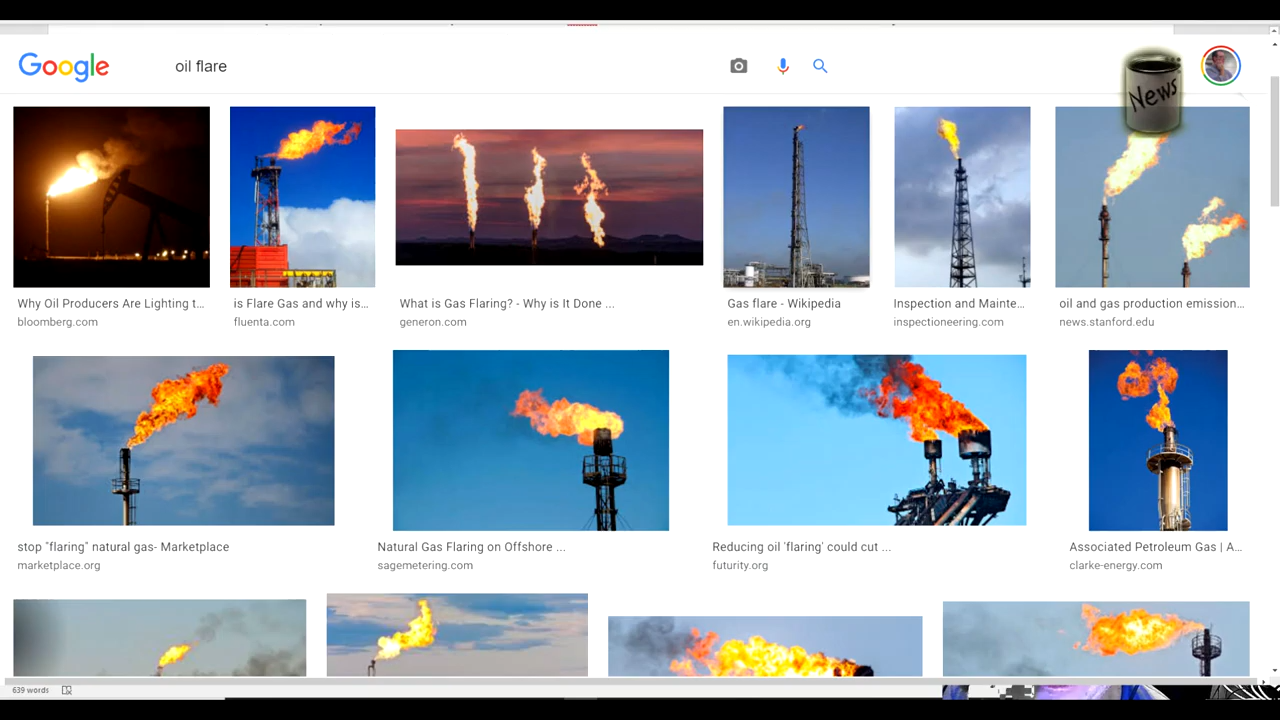 Google
oil flare
News
Why Oil Producers Are Lighting t...
bloomberg.com
is Flare Gas and why is...
fluenta.com
What is Gas Flaring? - Why is It Done ...
generon.com
Gas flare - Wikipedia
en.wikipedia.org
Inspection and Mainte...
inspectioneering.com
oil and gas production emission...
news.stanford.edu
stop "flaring" natural gas- Marketplace
marketplace.org
Natural Gas Flaring on Offshore ...
sagemetering.com
Reducing oil 'flaring' could cut ...
futurity.org
Associated Petroleum Gas | A...
clarke-energy.com
639 words